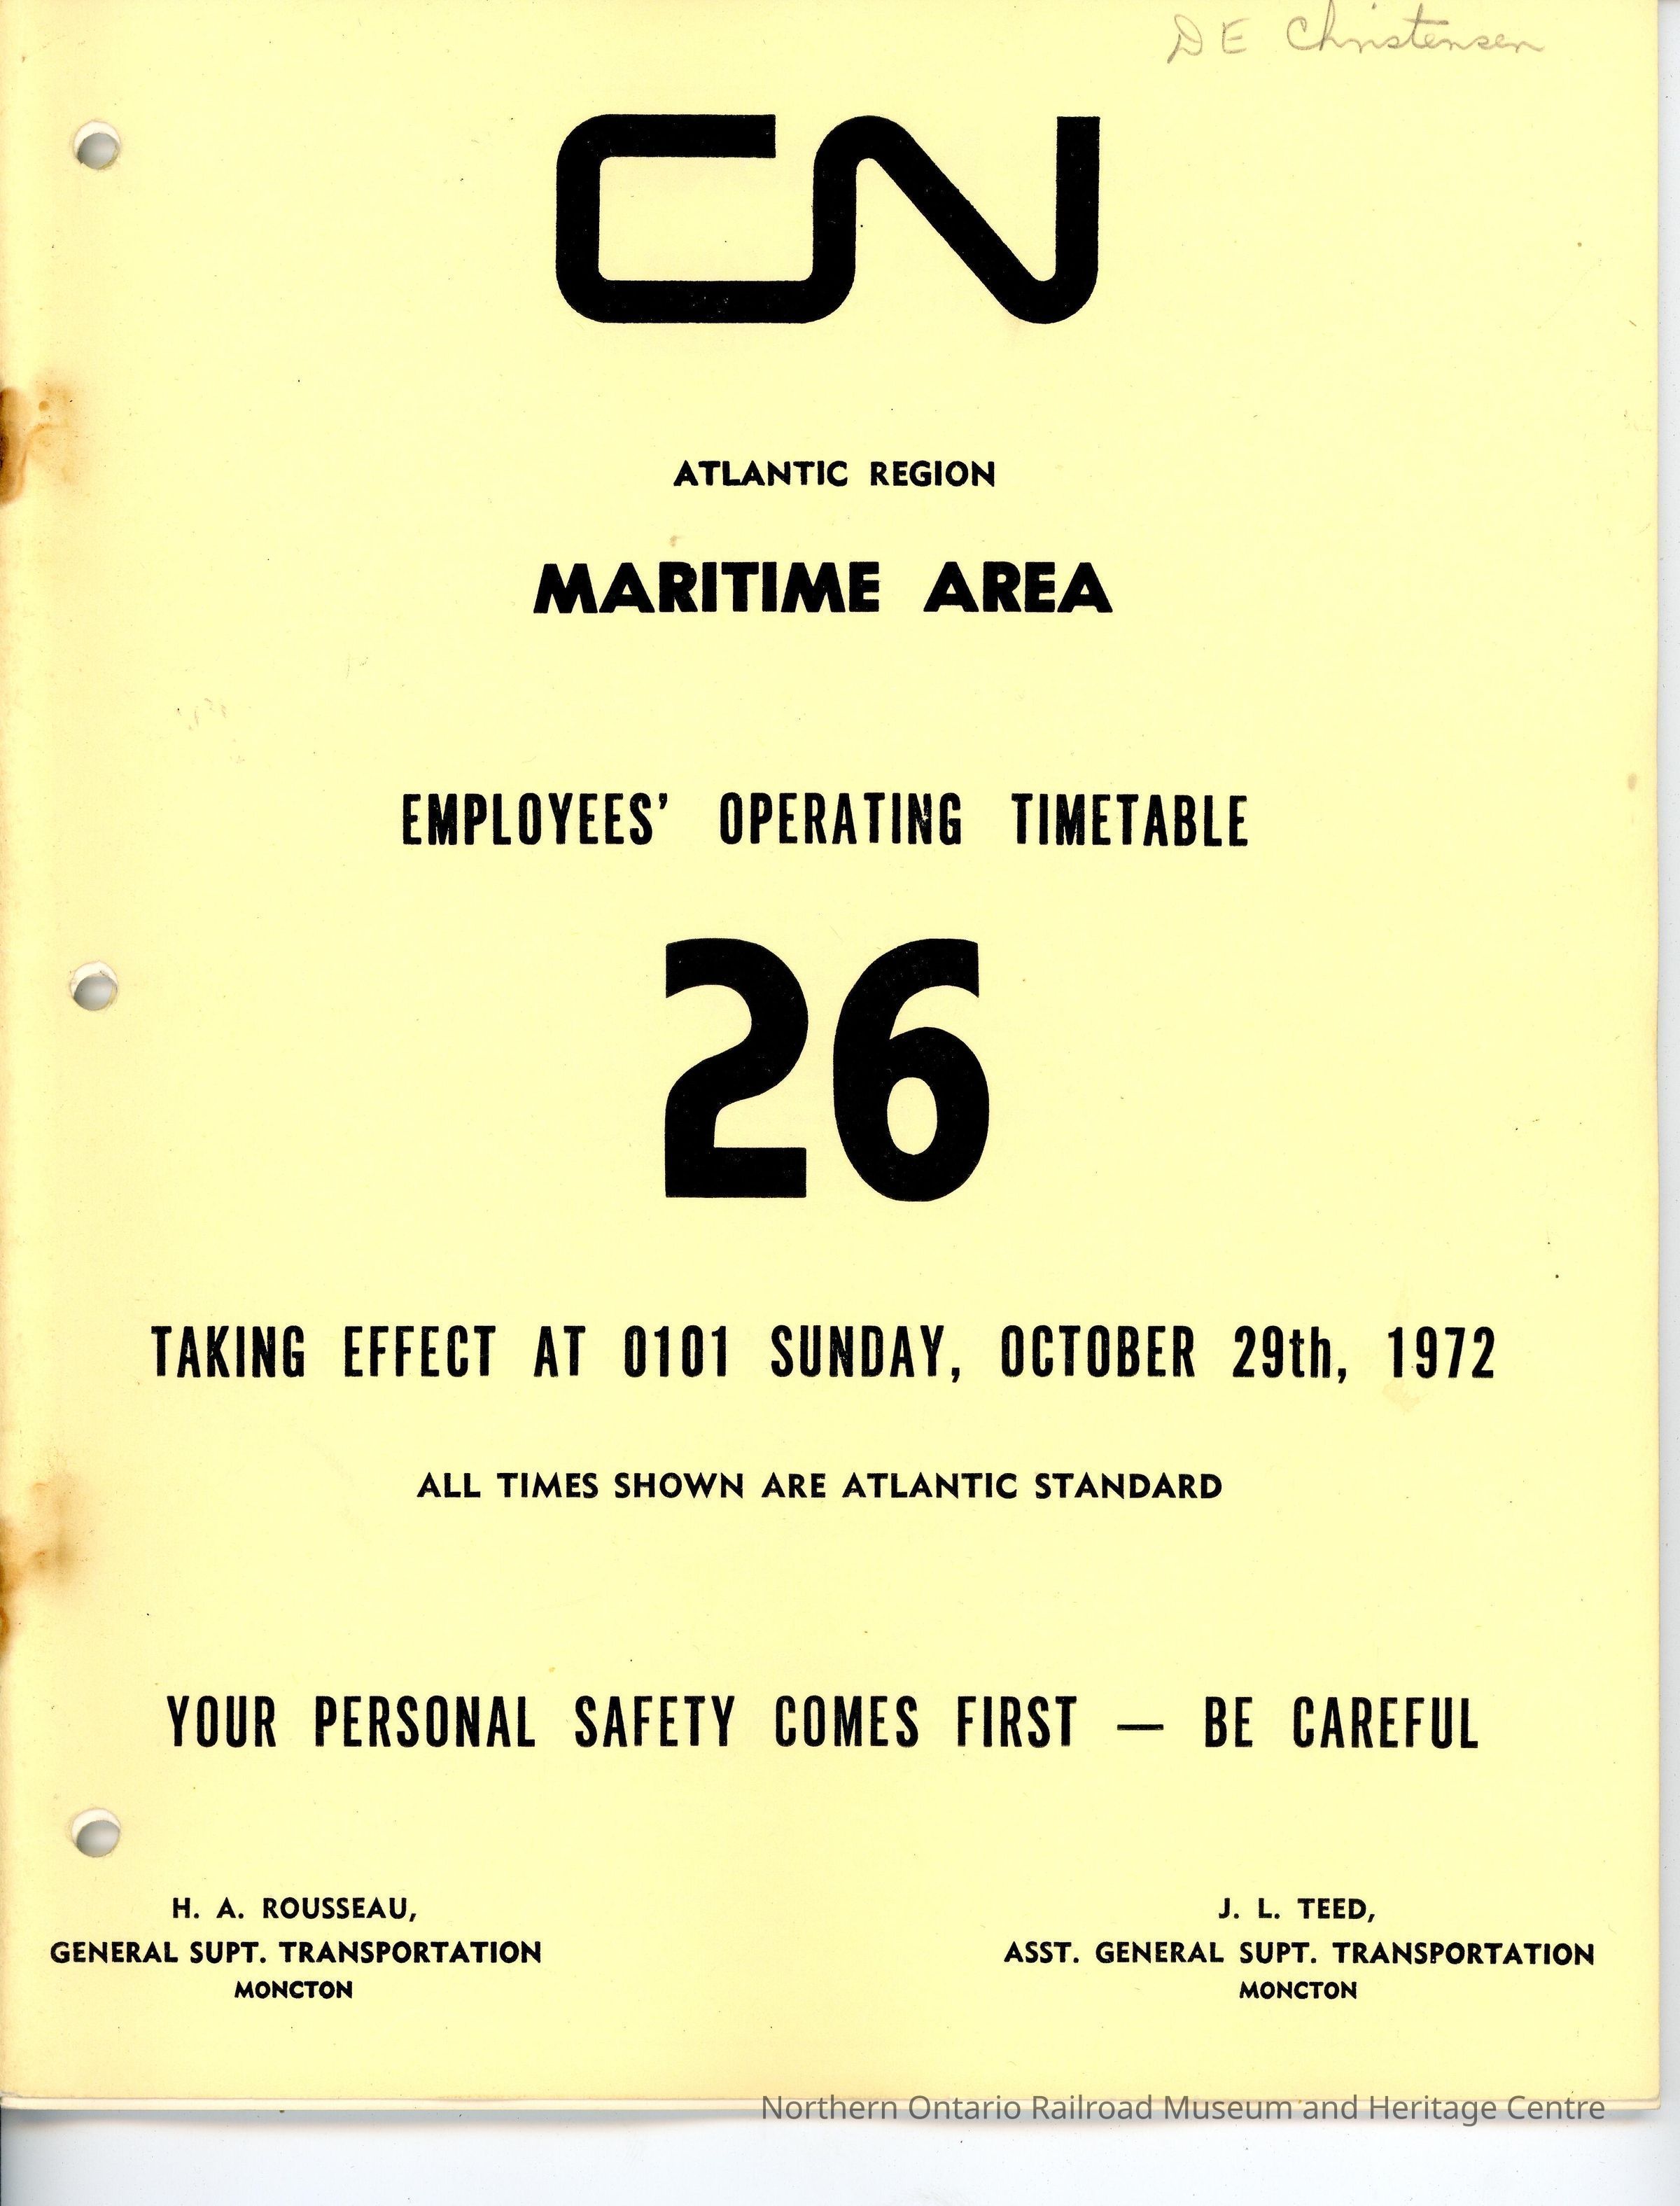 D E Christensen
CN
ATLANTIC REGION
MARITIME AREA
EMPLOYEES' OPERATING TIMETABLE
26
TAKING EFFECT AT 0101 SUNDAY, OCTOBER 29th, 1972
ALL TIMES SHOWN ARE ATLANTIC STANDARD
YOUR PERSONAL SAFETY COMES FIRST — BE CAREFUL
H. A. ROUSSEAU,
GENERAL SUPT. TRANSPORTATION
MONCTON
J. L. TEED,
ASST. GENERAL SUPT. TRANSPORTATION
MONCTON
Northern Ontario Railroad Museum and Heritage Centre